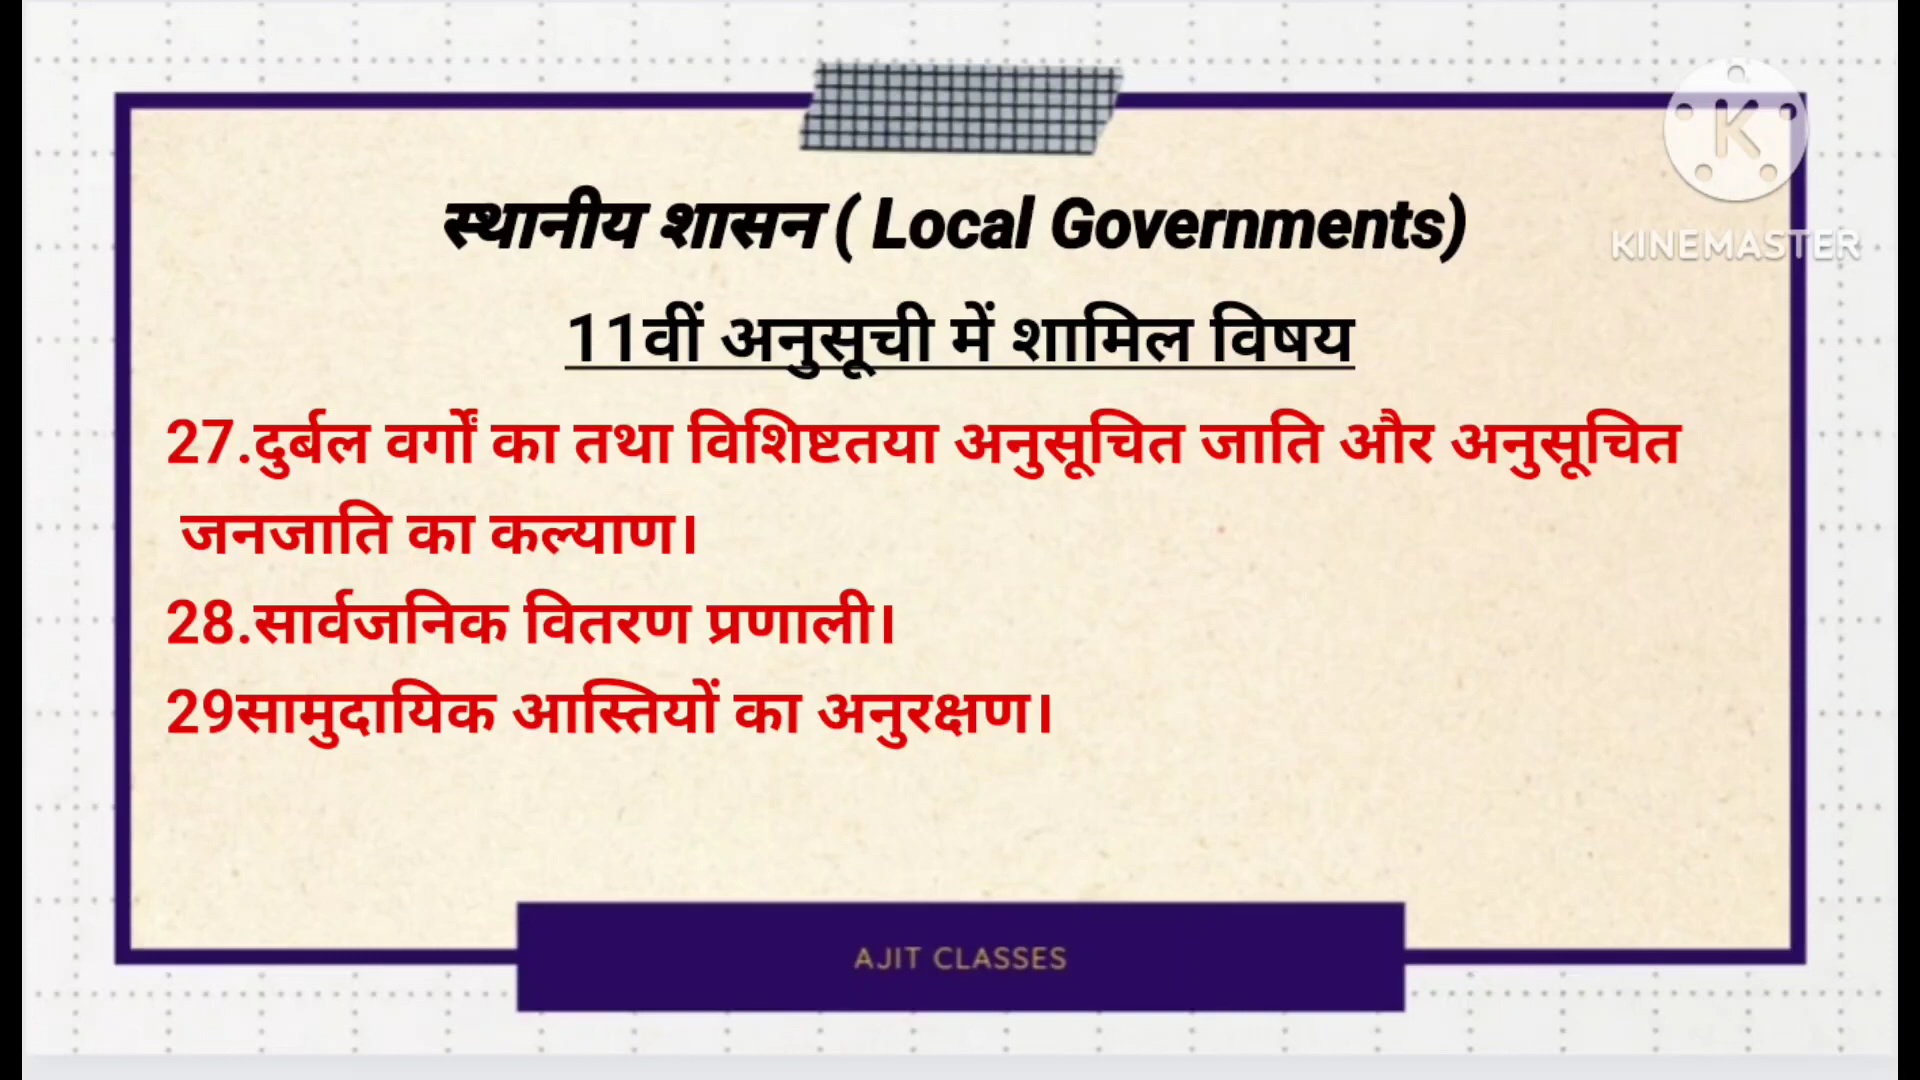 KINEMASTER
स्थानीय शासन ( Local Governments)
11वीं अनुसूची में शामिल विषय
27.दुर्बल वर्गों का तथा विशिष्टतया अनुसूचित जाति और अनुसूचित
जनजाति का कल्याण।
28.सार्वजनिक वितरण प्रणाली।
29सामुदायिक आस्तियों का अनुरक्षण।
AJIT CLASSES